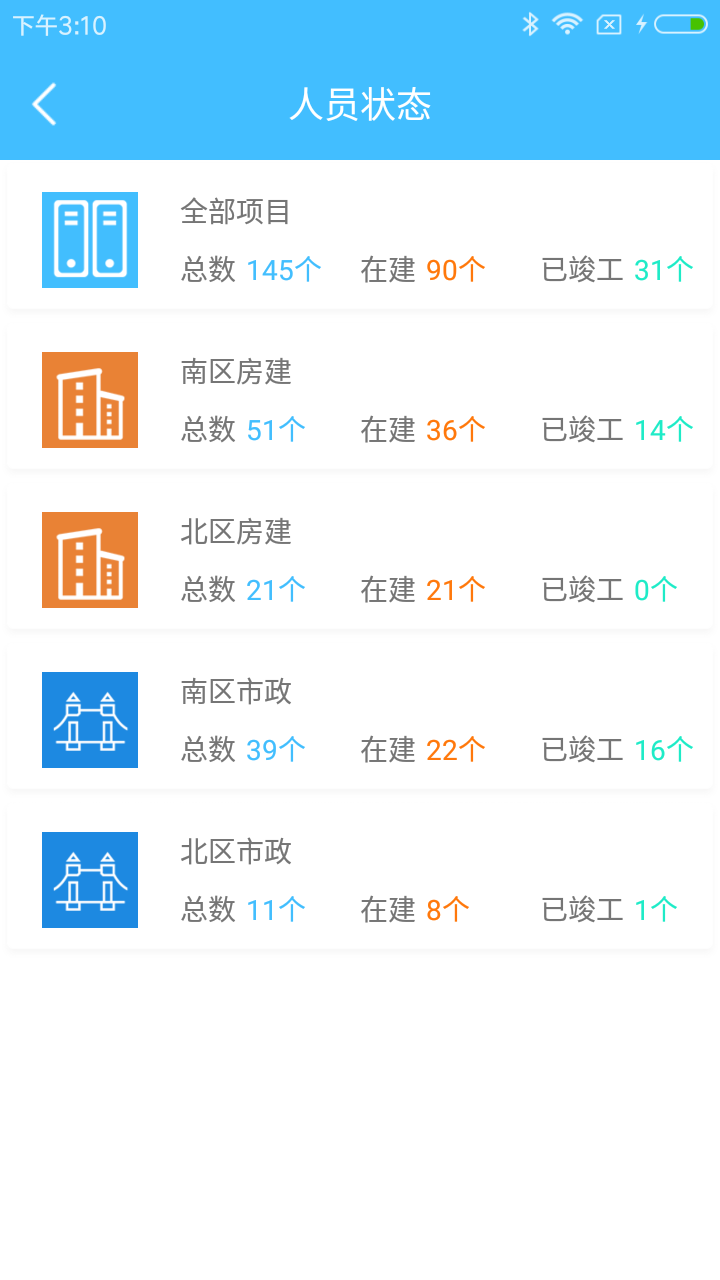 下午3:10
人员状态
全部项目
总数 145个 在建 90个 已竣工 31个
南区房建
总数 51个 在建 36个 已竣工 14个
北区房建
总数 21个 在建 21个 已竣工 0个
南区市政
总数 39个 在建 22个 已竣工 16个
北区市政
总数 11个 在建 8个 已竣工 1个